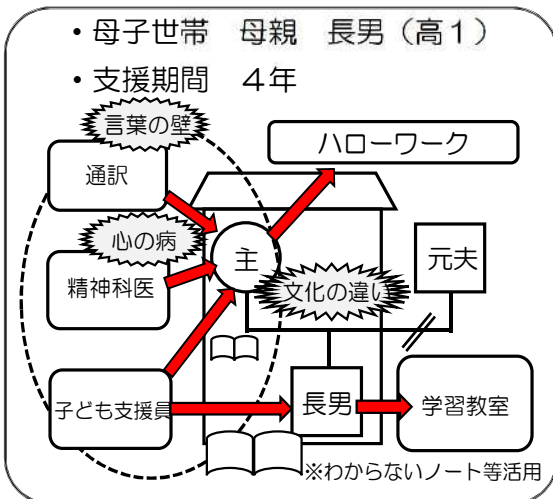 ・母子世帯　母親　長男（高１）
・支援期間　４年
言葉の壁
ハローワーク
通訳
心の病
主
元夫
精神科医
文化の違い
子ども支援員
長男
学習教室
※わからないノート等活用